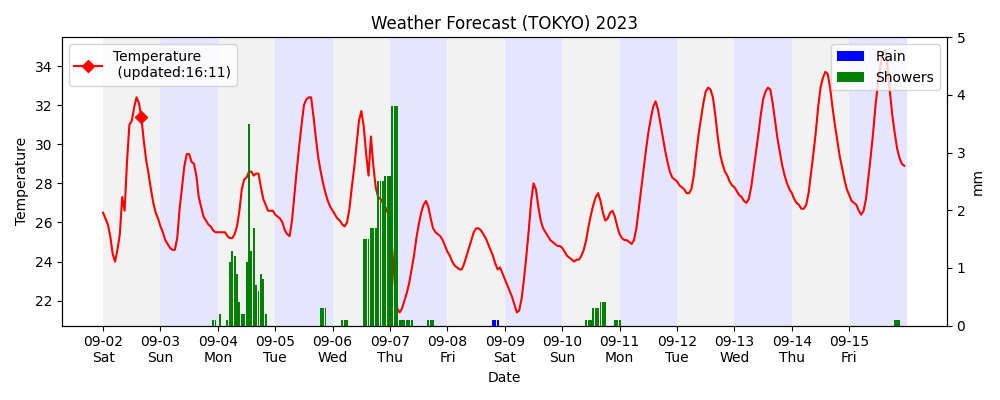 Weather Forecast (TOKYO) 2023
Temperature
(updated:16:11)
Rain
Showers
34
32
30
28
26
24
22
Temperature
5
4
3
2
1
0
mm
09-02 09-03 09-04 09-05 09-06 09-07 09-08 09-09 09-10 09-11 09-12 09-13 09-14 09-15
Sat Sun Mon Tue Wed Thu Fri Sat Sun Mon Tue Wed Thu Fri
Date